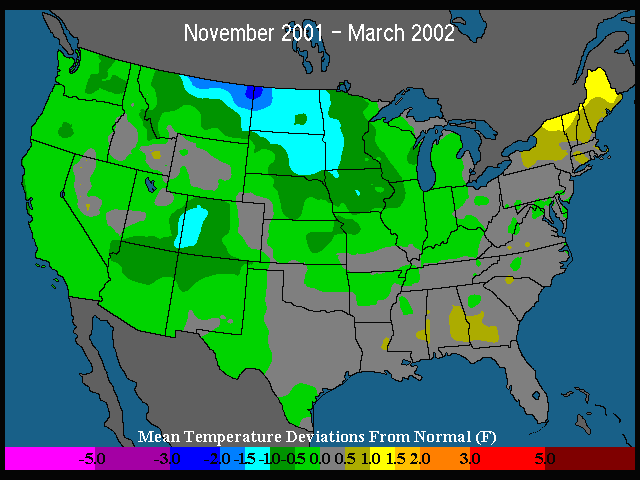 November 2001 - March 2002
Mean Temperature Deviations From Normal (F)
-5.0 -3.0 -2.0 -1.5 -1.0 -0.5 0.0 0.5 1.0 1.5 2.0 3.0 5.0